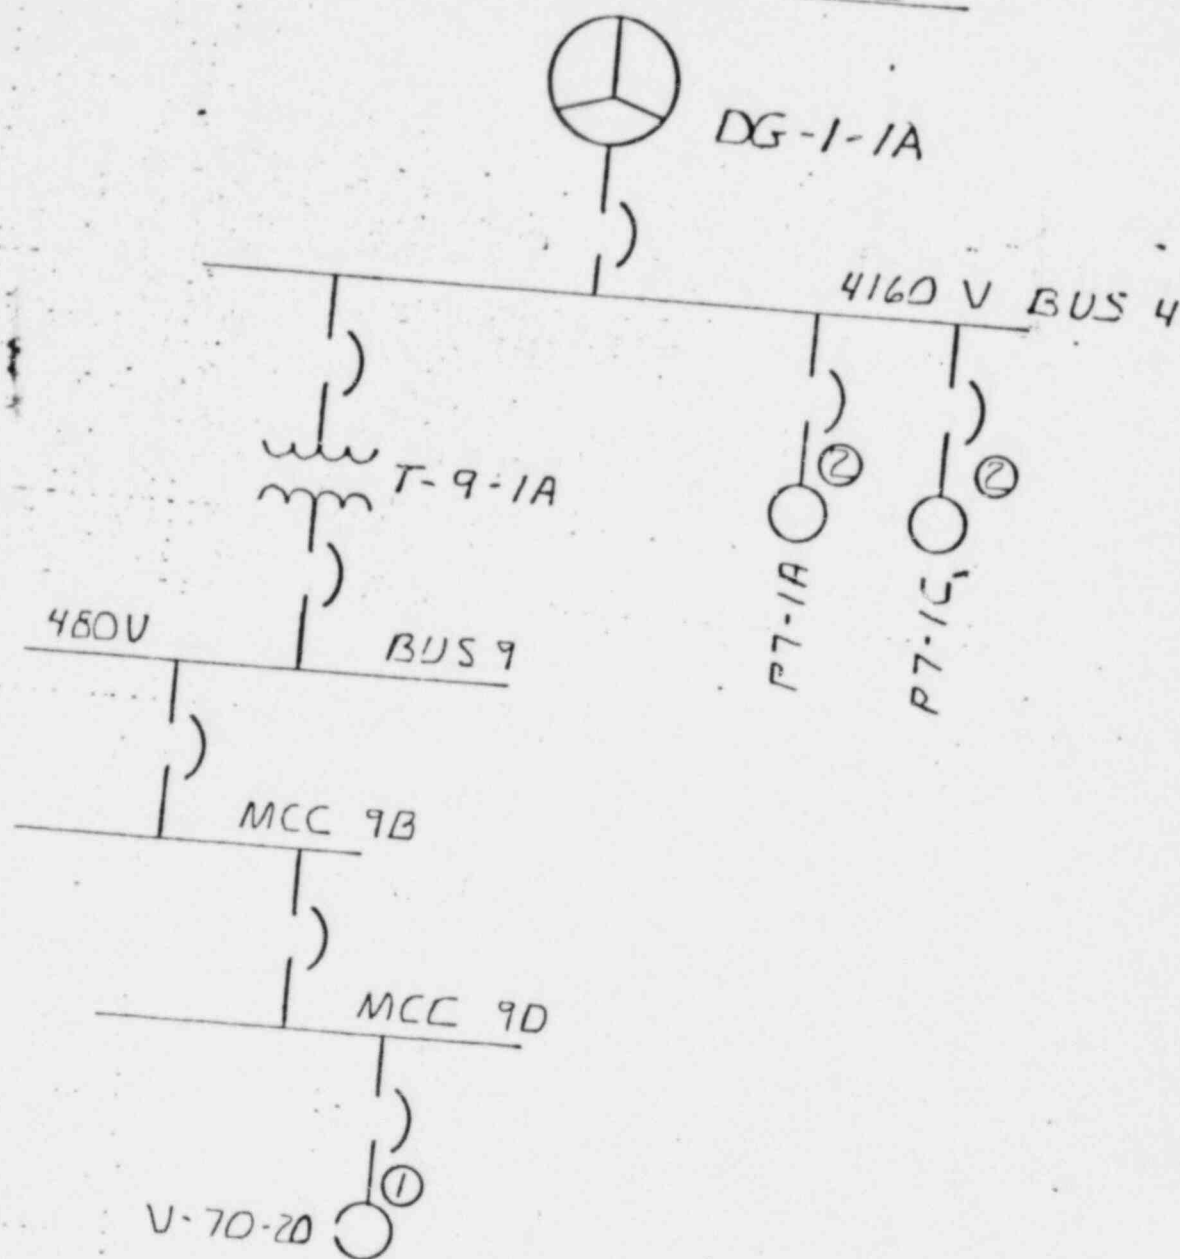 DG-1-1A
4160 V BUS 4
T-9-1A
2
2
P7-1A
P7-1C
480V
BUS 9
MCC 9B
MCC 9D
1
V-70-2D